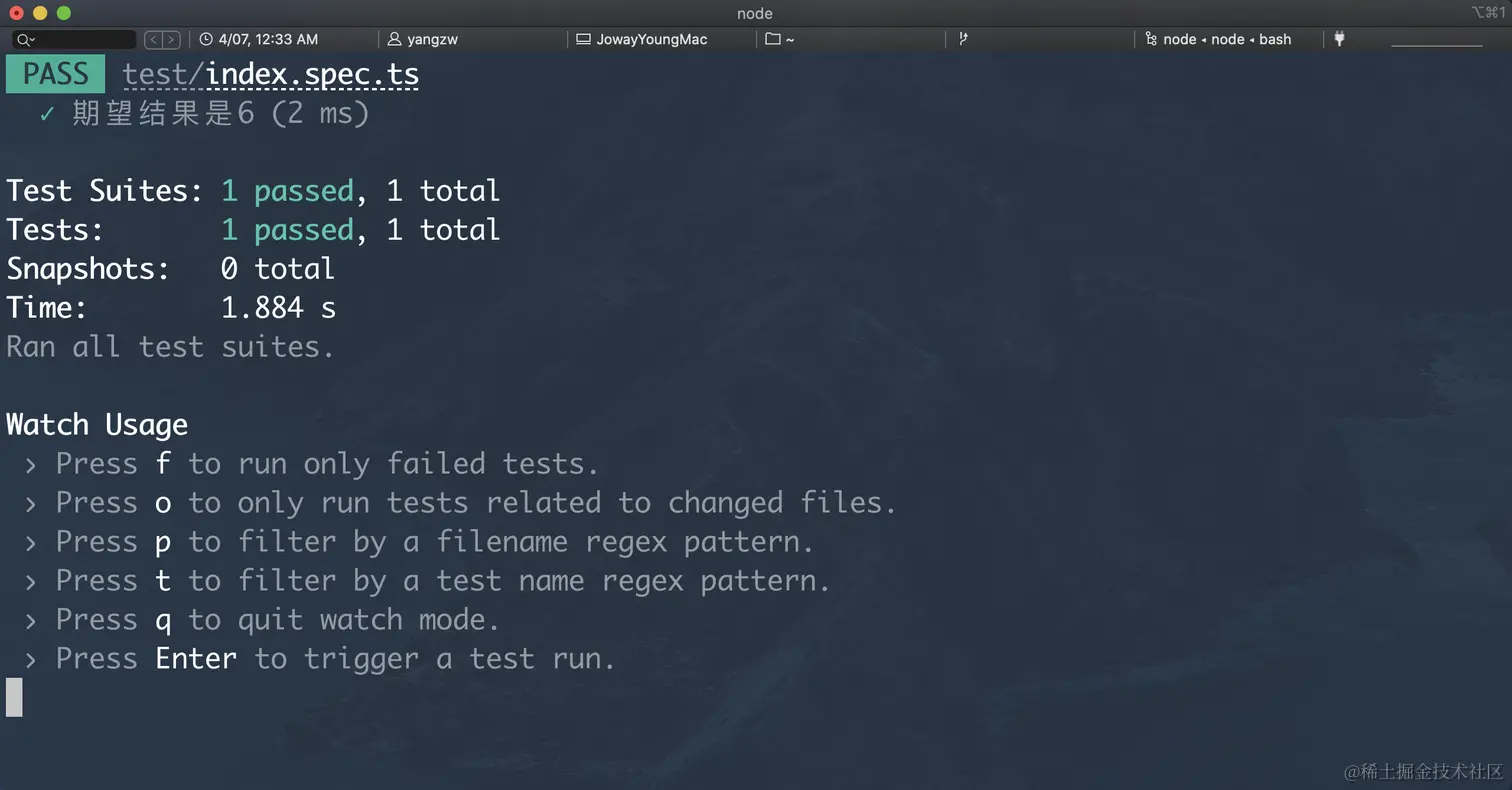 node
⌥⌘1
4/07, 12:33 AM yangzw JowayYoungMac ~ node ◂ node ◂ bash
PASS test/index.spec.ts
✓ 期望结果是6 (2 ms)
Test Suites: 1 passed, 1 total
Tests: 1 passed, 1 total
Snapshots: 0 total
Time: 1.884 s
Ran all test suites.
Watch Usage
› Press f to run only failed tests.
› Press o to only run tests related to changed files.
› Press p to filter by a filename regex pattern.
› Press t to filter by a test name regex pattern.
› Press q to quit watch mode.
› Press Enter to trigger a test run.
@稀土掘金技术社区